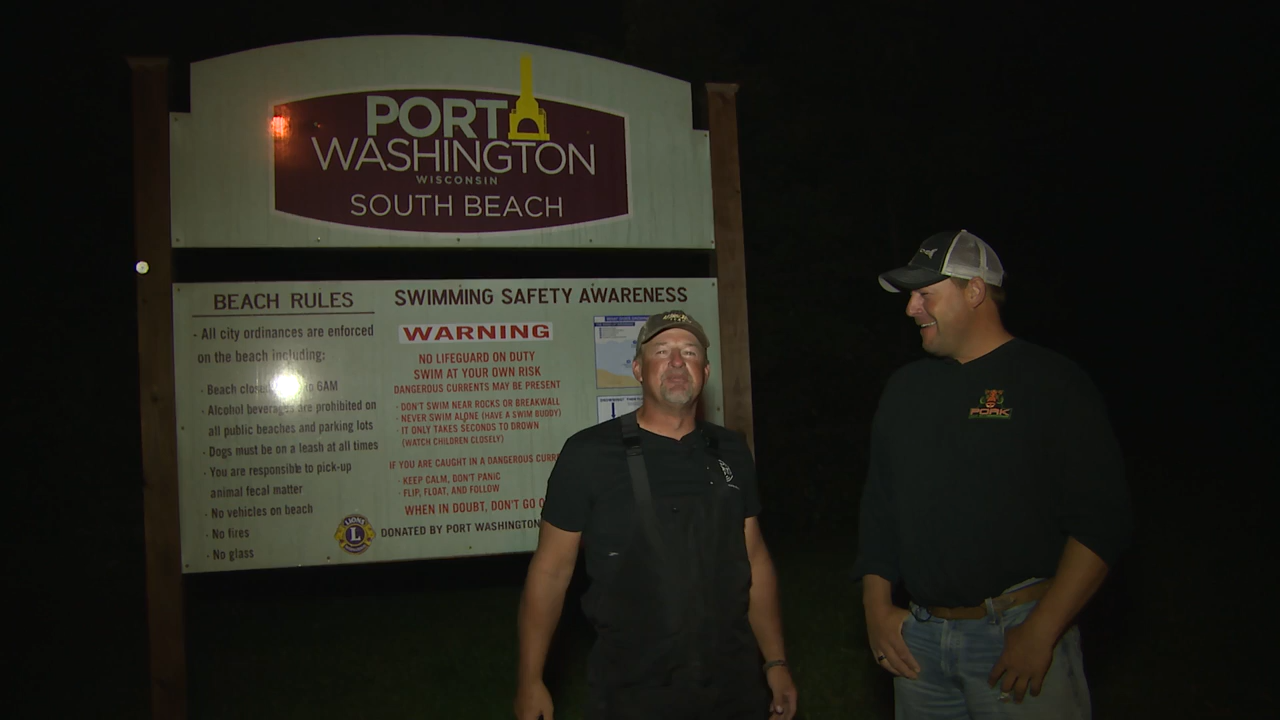 PORT
WASHINGTON
WISCONSIN
SOUTH BEACH
BEACH RULES
- All city ordinances are enforced
on the beach including:
- Beach 6AM
- Alcohol beverages are prohibited on
all public beaches and parking lots
- Dogs must be on a leash at all times
- You are responsible to pick-up
animal fecal matter
- No vehicles on beach
- No fires
- No glass
SWIMMING SAFETY AWARENESS
WARNING
NO LIFEGUARD ON DUTY
SWIM AT YOUR OWN RISK
DANGEROUS CURRENTS MAY BE PRESENT
- DON'T SWIM NEAR ROCKS OR BREAKWALL
- NEVER SWIM ALONE (HAVE A SWIM BUDDY)
- IT ONLY TAKES SECONDS TO DROWN
(WATCH CHILDREN CLOSELY)
IF YOU ARE CAUGHT IN A DANGEROUS
- KEEP CALM, DON'T PANIC
- FLIP, FLOAT, AND FOLLOW
WHEN IN DOUBT, DON'T GO
LIONS
L
DONATED BY PORT WASHINGTON
PORK